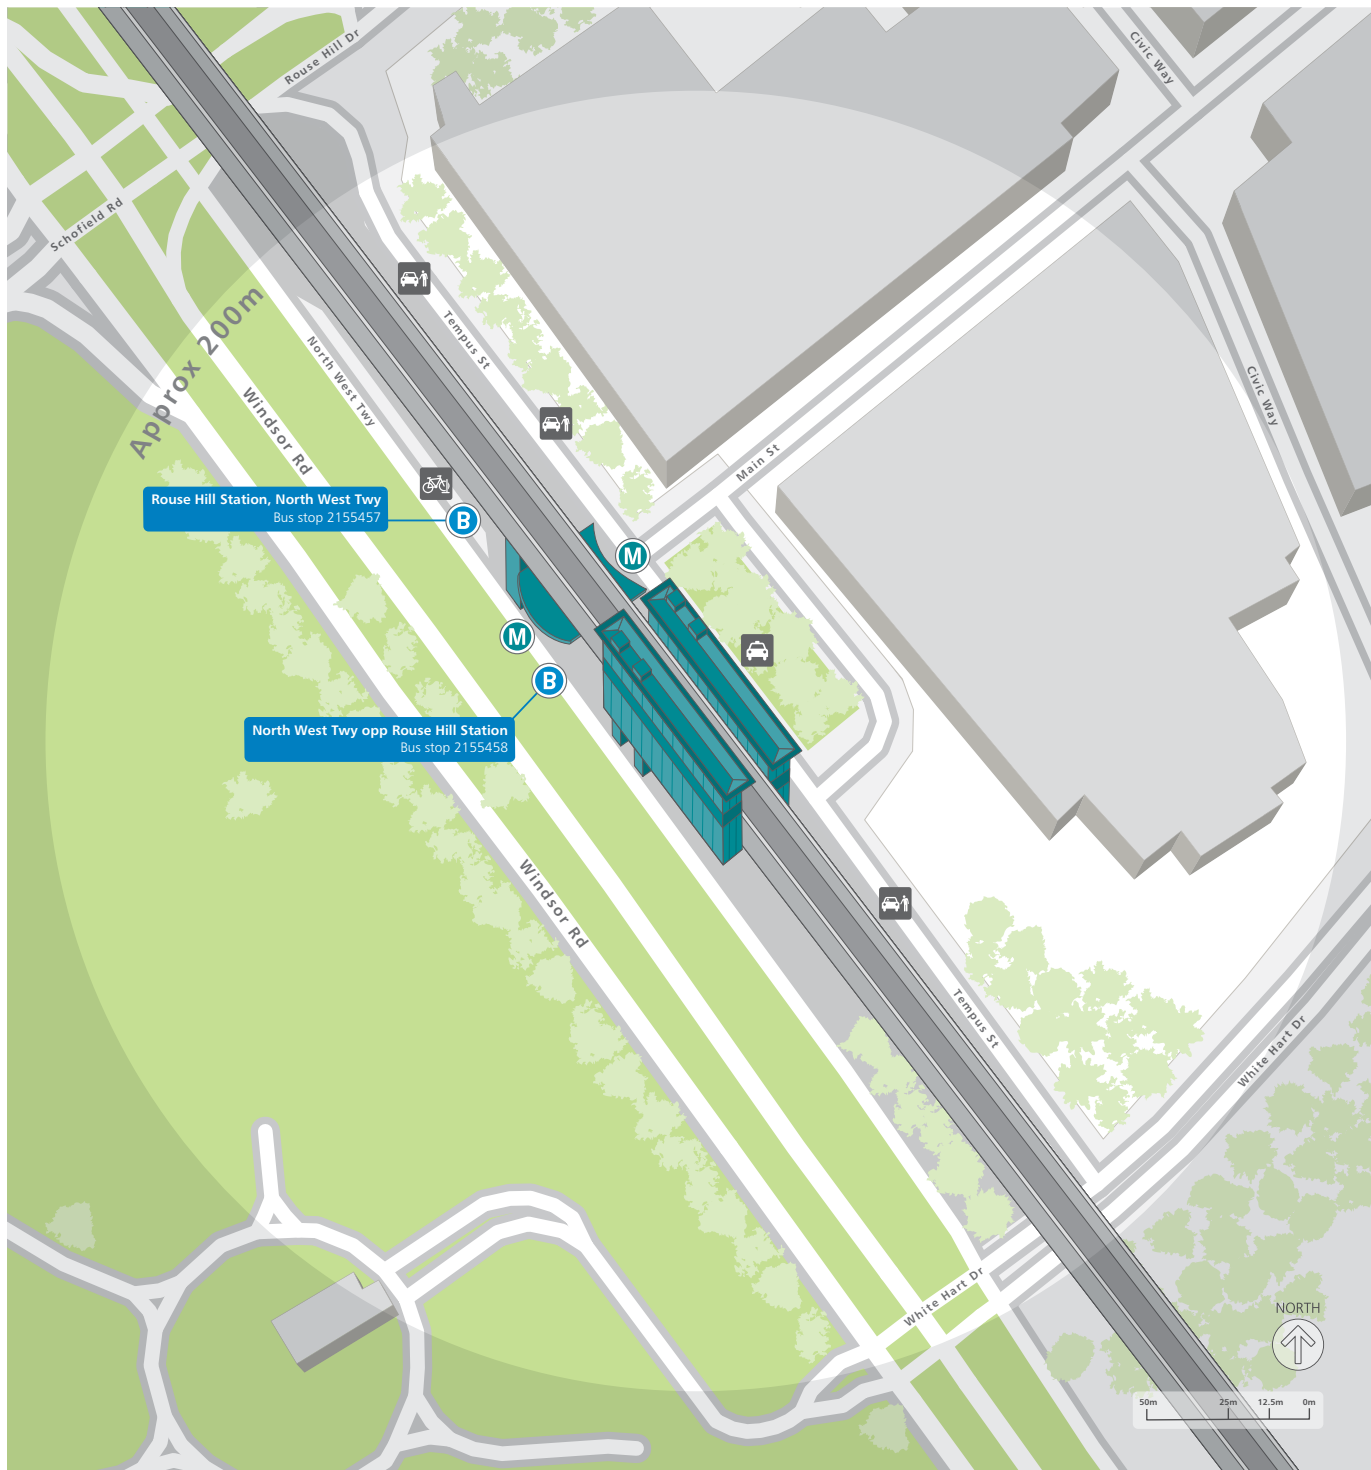 Rouse Hill Dr
Civic Way
Schofield Rd
Approx 200m
Tempus St
North West Twy
Windsor Rd
Civic Way
Main St
Rouse Hill Station, North West Twy
Bus stop 2155457
B
M
M
B
North West Twy opp Rouse Hill Station
Bus stop 2155458
Windsor Rd
Tempus St
White Hart Dr
White Hart Dr
NORTH
50m 25m 12.5m 0m